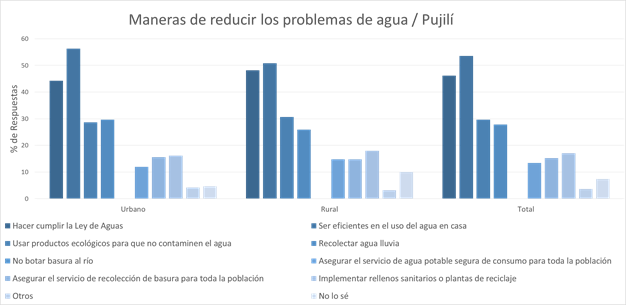 Maneras de reducir los problemas de agua / Pujilí
% de Respuestas
60
50
40
30
20
10
0
Urbano Rural Total
Hacer cumplir la Ley de Aguas Ser eficientes en el uso del agua en casa
Usar productos ecológicos para que no contaminen el agua Recolectar agua lluvia
No botar basura al río Asegurar el servicio de agua potable segura de consumo para toda la población
Asegurar el servicio de recolección de basura para toda la población Implementar rellenos sanitarios o plantas de reciclaje
Otros No lo sé